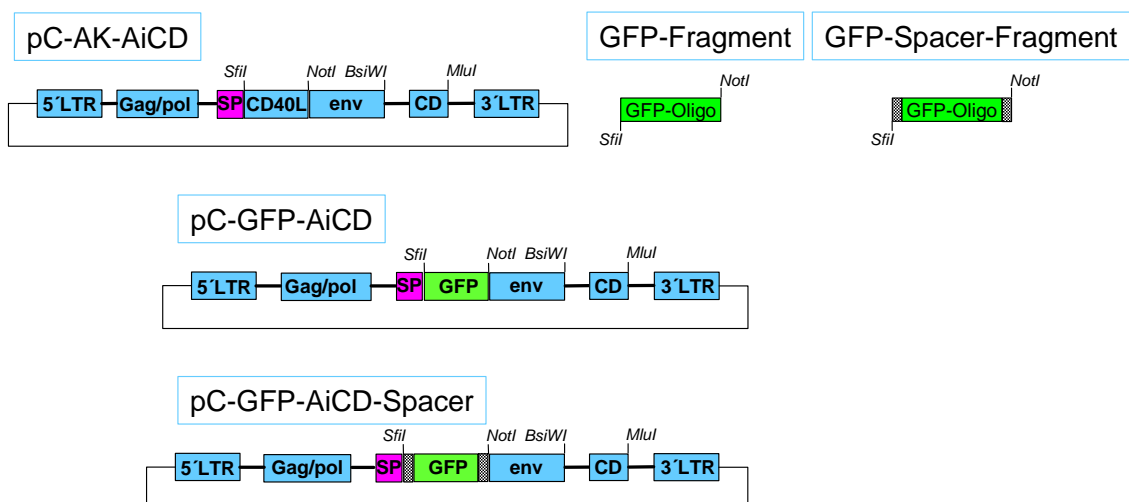 pC-AK-AiCD
GFP-Fragment
GFP-Spacer-Fragment
SfiI NotI BsiWI MluI
5´LTR Gag/pol SP CD40L env CD 3´LTR
NotI
GFP-Oligo
SfiI
NotI
GFP-Oligo
SfiI
pC-GFP-AiCD
SfiI NotI BsiWI MluI
5´LTR Gag/pol SP GFP env CD 3´LTR
pC-GFP-AiCD-Spacer
SfiI NotI BsiWI MluI
5´LTR Gag/pol SP GFP env CD 3´LTR